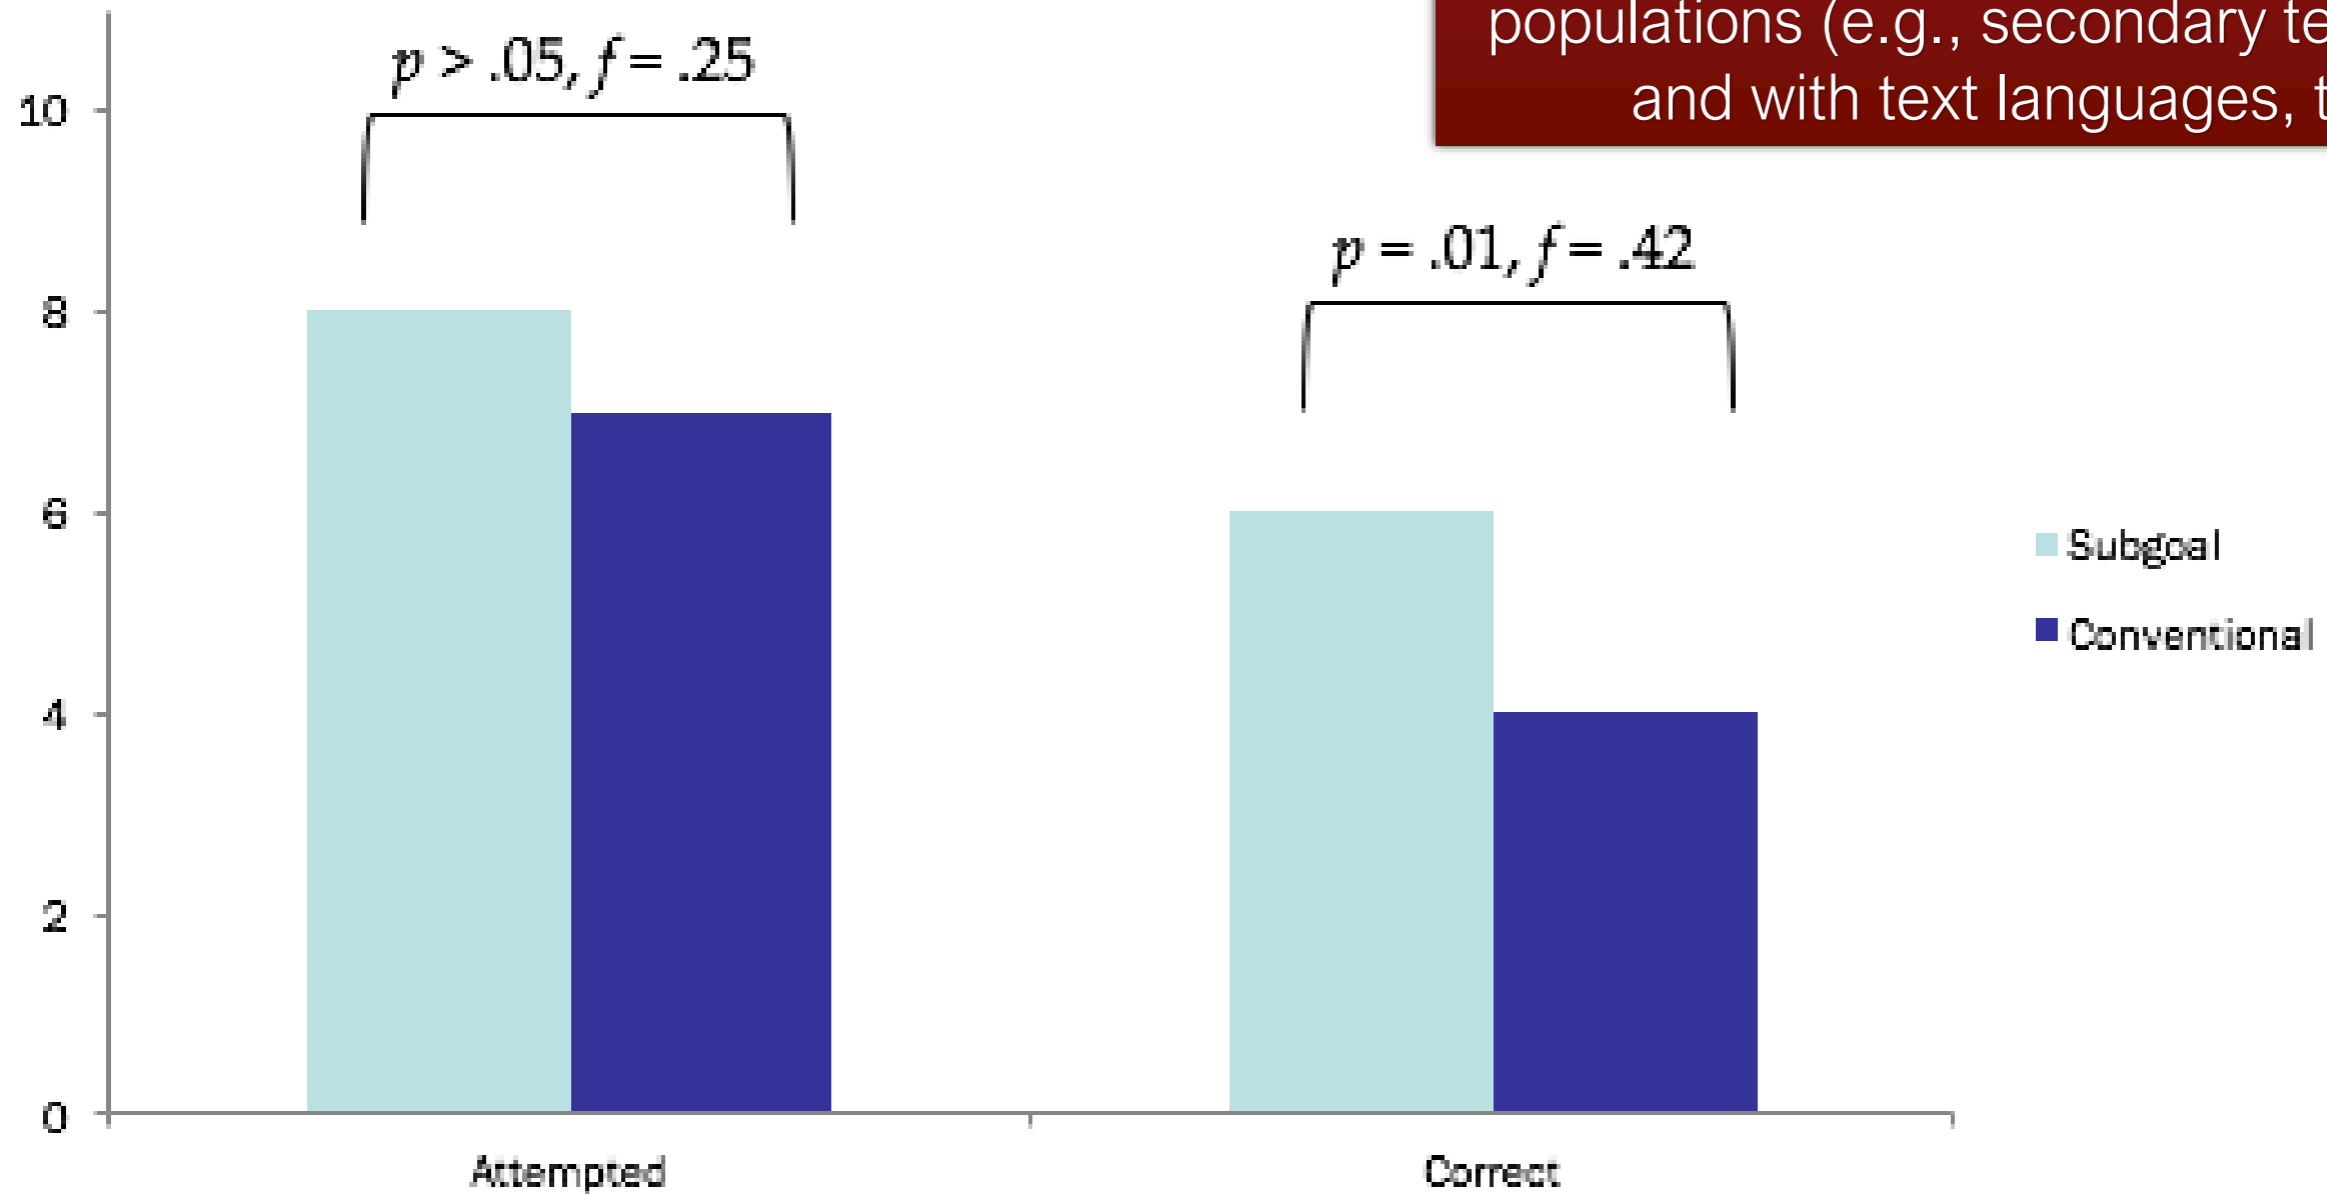 populations (e.g., secondary te
and with text languages, t
p > .05, f = .25
10
p = .01, f = .42
8
6
Subgoal
Conventional
4
2
0
Attempted
Correct